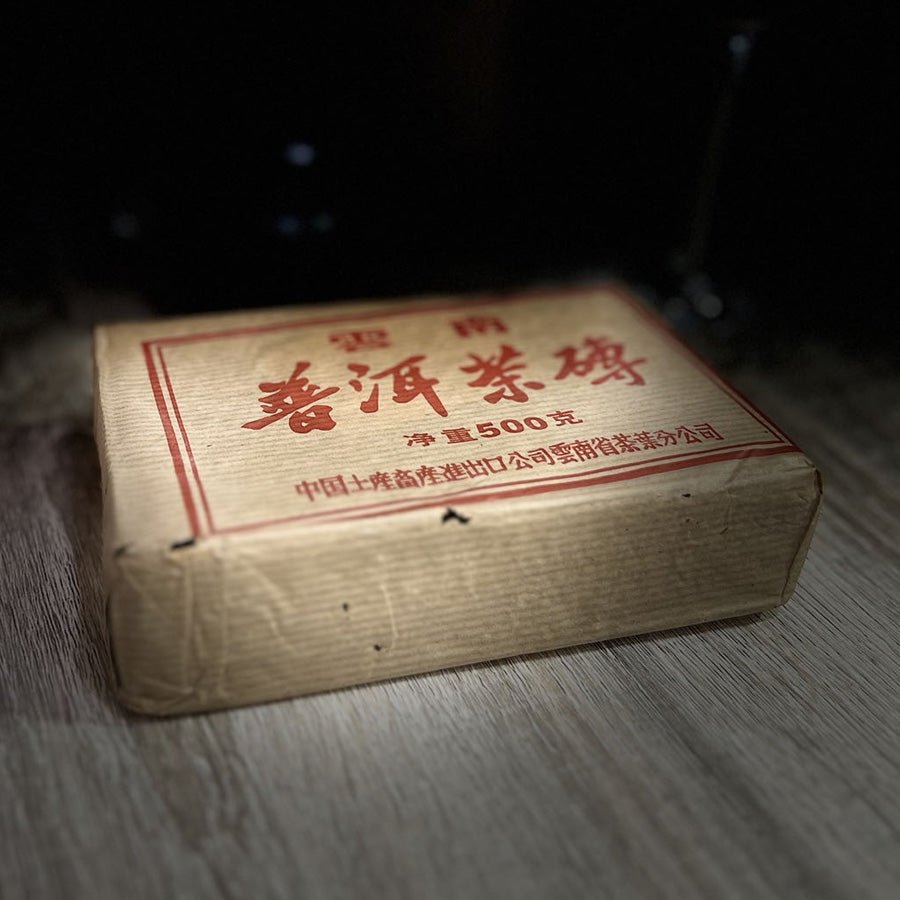 雲南
普洱茶磚
净重500克
中国土産畜産進出口公司雲南省茶葉分公司